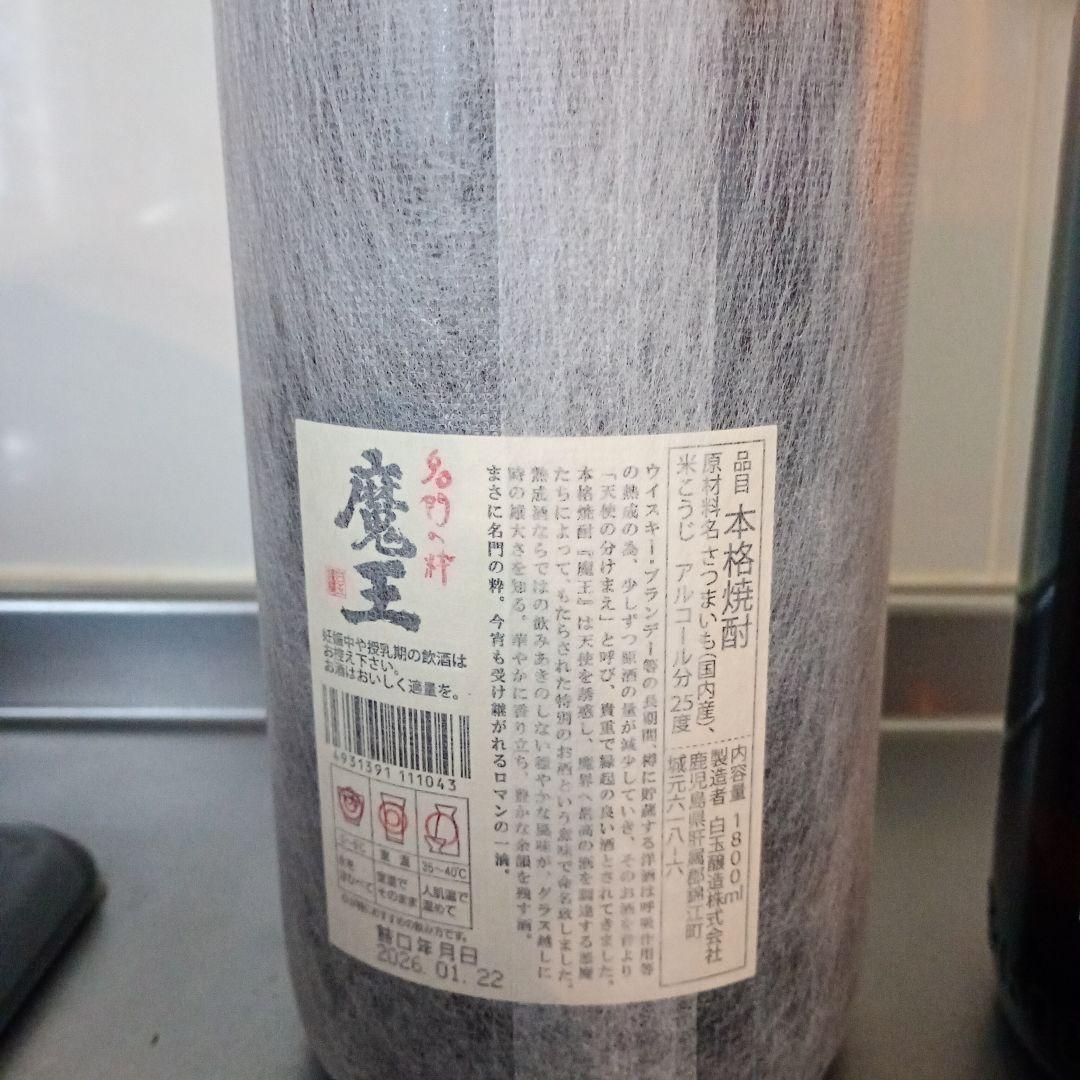 品目 本格焼酎
原材料名 さつまいも(国内産)、
米こうじ アルコール分 25度
内容量 1800ml
製造者 白玉醸造株式会社
鹿児島県肝属郡錦江町
城元六一八-六
ウイスキー・ブランデー等の長期間、樽に貯蔵する洋酒は呼吸作用等
の熟成の為、少しずつ原酒の量が減少していき、そのお酒を昔より
「天使の分けまえ」と呼び、貴重で縁起の良い酒とされてきました。
本格焼酎『魔王』は天使を誘惑し、魔界へ最高の酒を調達する悪魔
たちによって、もたらされた特別のお酒という意味で命名致しました。
熟成酒ならではの飲みあきのしない穏やかな風味が、グラス越しに
時の雄大さを知る。華やかに香り立ち、豊かな余韻を残す酒。
まさに名門の粋。今宵も受け継がれるロマンの一滴。
名門の粋
魔王
妊娠中や授乳期の飲酒は
お控え下さい。
お酒はおいしく適量を。
4931391 111043
室温 35~40℃
室温で
そのまま
人肌温で
温めて
おすすめの飲み方です。
詰口年月日
2026.01.22